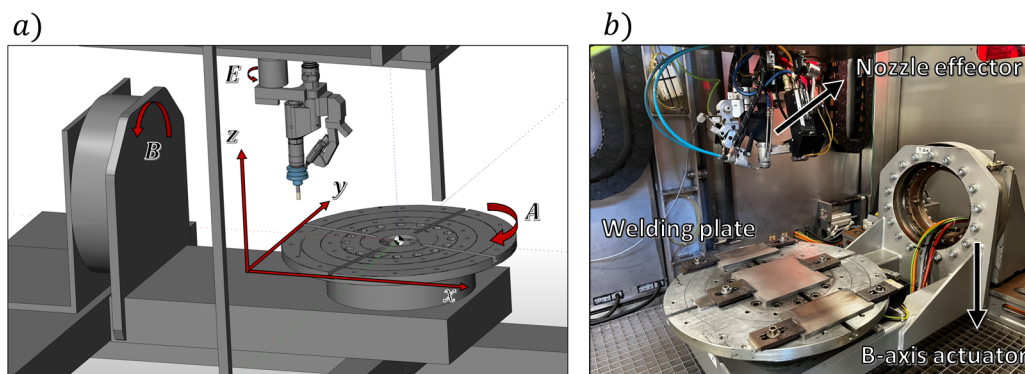 a)
b)
E
B
z
y
A
x
Nozzle effector
Welding plate
B-axis actuator